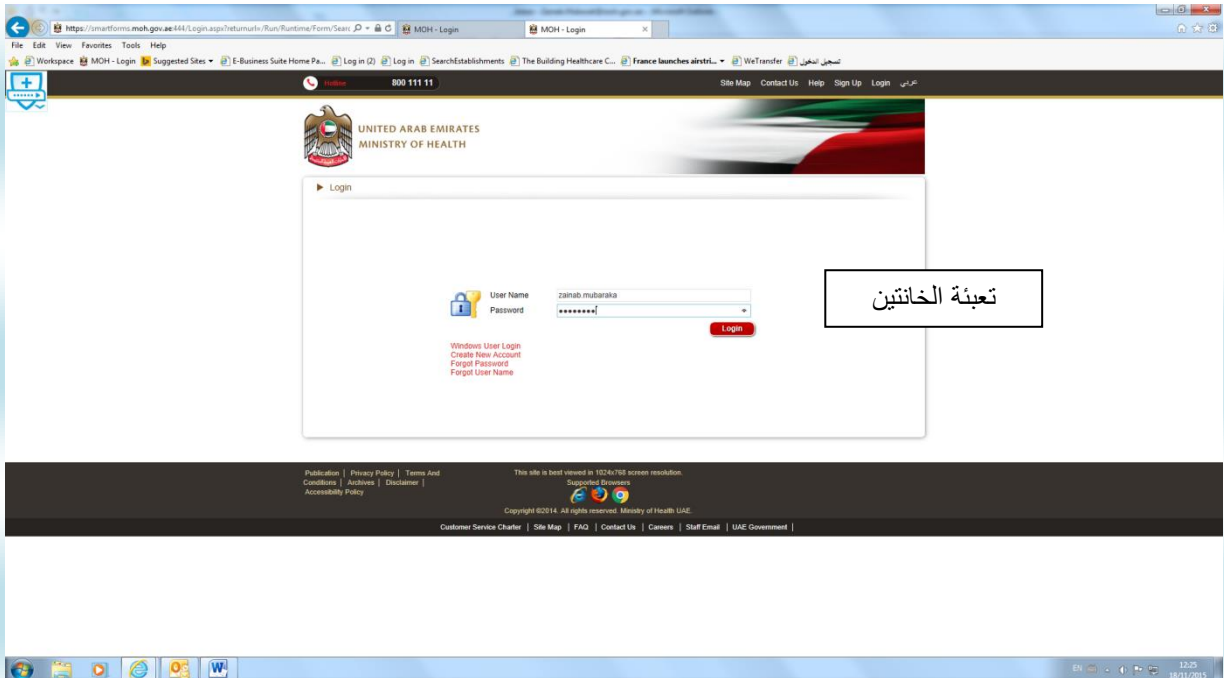 https://smartforms.moh.gov.ae:444/Login.aspx?returnurl=/Run/Runtime/Form/Searc
MOH - Login
MOH - Login
File Edit View Favorites Tools Help
Workspace MOH - Login Suggested Sites E-Business Suite Home Pa... Log in (2) Log in SearchEstablishments The Building Healthcare C... France launches airstri... WeTransfer تسجيل الدخول
Hotline 800 111 11
Site Map Contact Us Help Sign Up Login عربي
UNITED ARAB EMIRATES
MINISTRY OF HEALTH
Login
User Name zainab.mubaraka
Password ••••••••
Login
تعبئة الخانتين
Windows User Login
Create New Account
Forgot Password
Forgot User Name
Publication | Privacy Policy | Terms And
Conditions | Archives | Disclaimer |
Accessibility Policy
This site is best viewed in 1024x768 screen resolution.
Supported Browsers
Copyright ©2014. All rights reserved. Ministry of Health UAE.
Customer Service Charter | Site Map | FAQ | Contact Us | Careers | Staff Email | UAE Government |
EN 12:25
18/11/2015